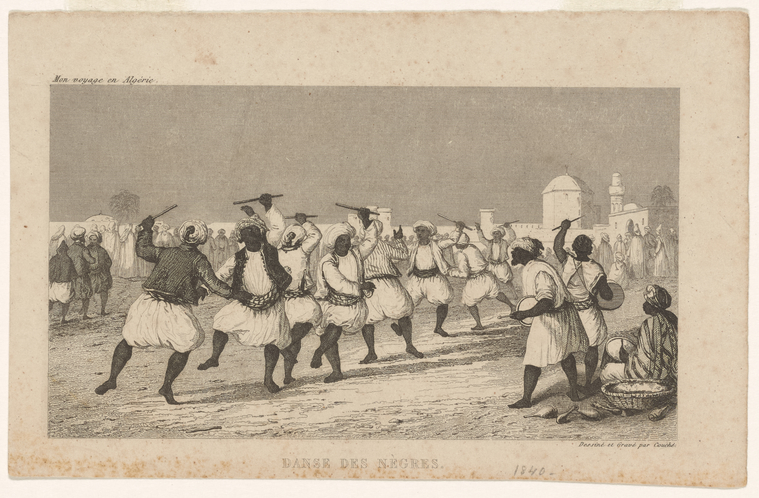 Mon voyage en Algérie.
Dessiné et Gravé par Couché.
DANSE DES NÈGRES.
1840-